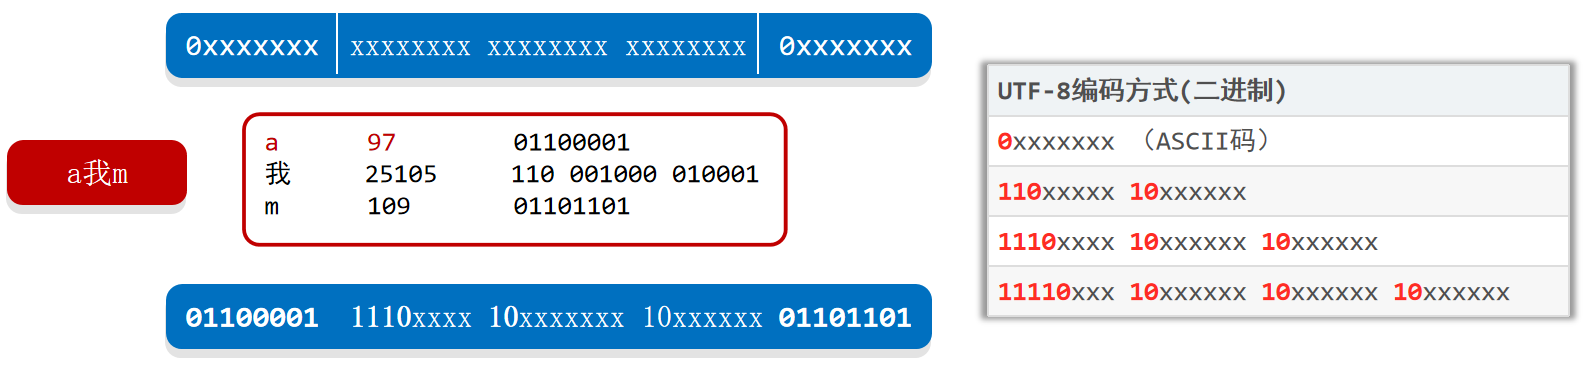 0xxxxxxx xxxxxxxx xxxxxxxx xxxxxxxx 0xxxxxxx
a我m
a 97 01100001
我 25105 110 001000 010001
m 109 01101101
01100001 1110xxxx 10xxxxxxx 10xxxxxx 01101101
UTF-8编码方式(二进制)
0xxxxxxx （ASCII码）
110xxxxx 10xxxxxx
1110xxxx 10xxxxxx 10xxxxxx
11110xxx 10xxxxxx 10xxxxxx 10xxxxxx